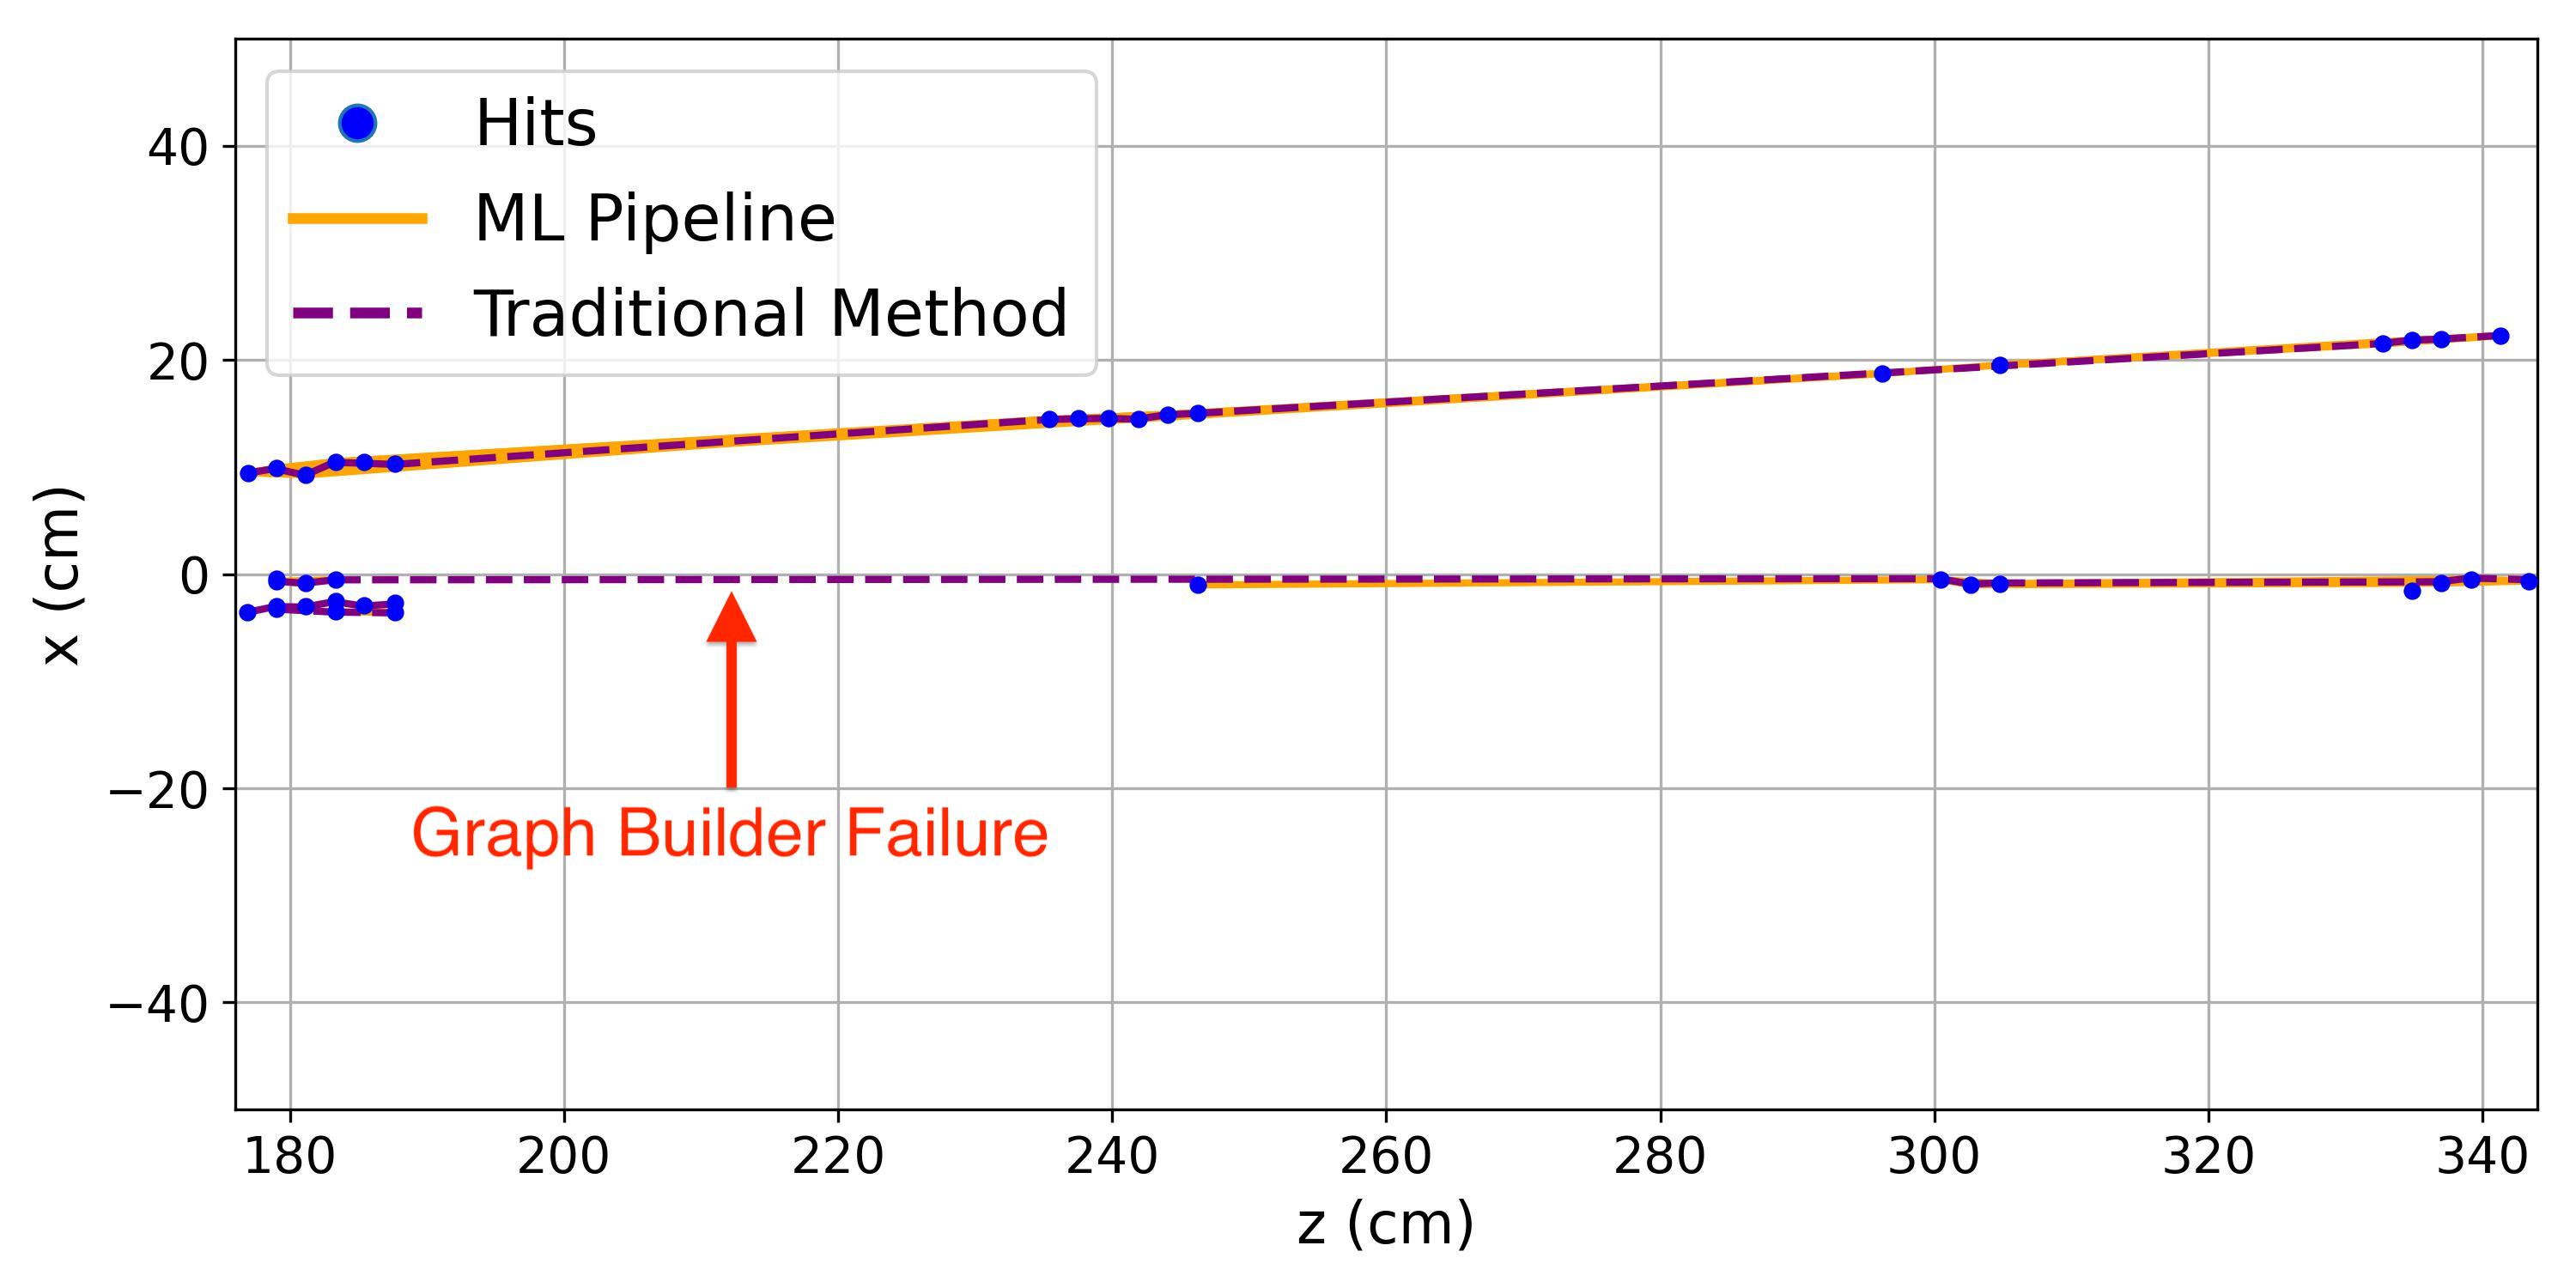 Hits
ML Pipeline
Traditional Method
40
20
0
−20
−40
x (cm)
Graph Builder Failure
180 200 220 240 260 280 300 320 340
z (cm)